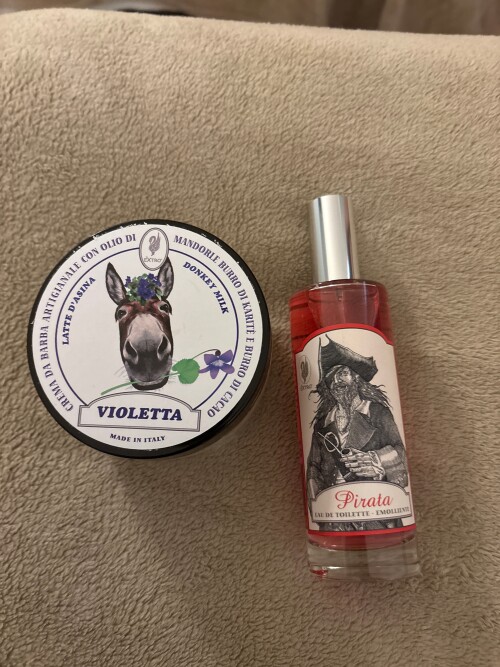 CREMA DA BARBA ARTIGIANALE CON OLIO DI MANDORLE BURRO DI KARITÈ E BURRO DI CACAO
EXTRO
LATTE D'ASINA
DONKEY MILK
VIOLETTA
MADE IN ITALY
Pirata
EAU DE TOILETTE - EMOLLIENTE